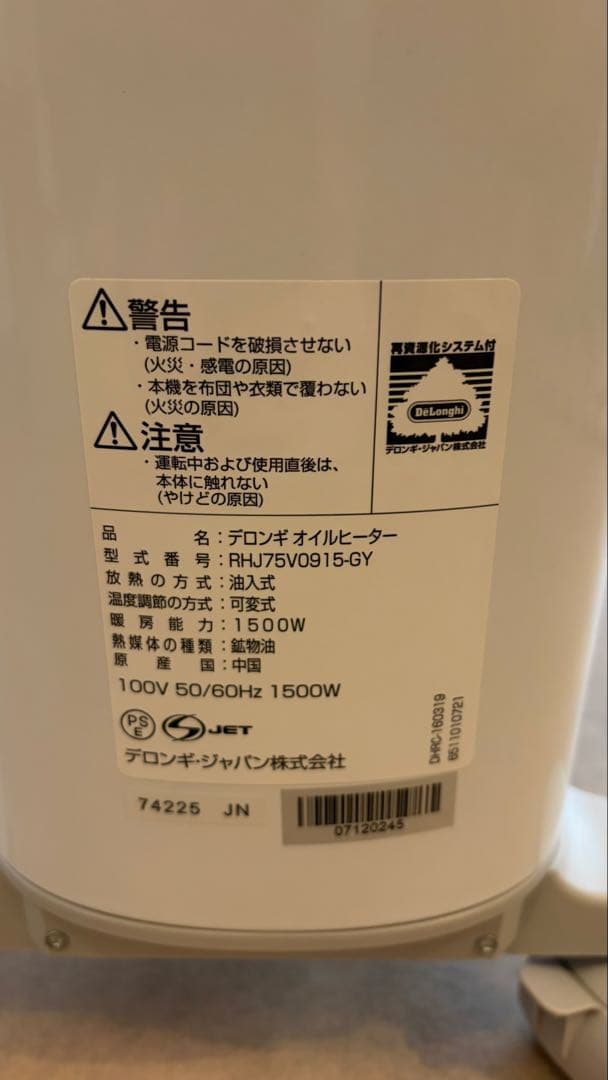 警告
・電源コードを破損させない
(火災・感電の原因)
・本機を布団や衣類で覆わない
(火災の原因)
注意
・運転中および使用直後は、
本体に触れない
(やけどの原因)
再資源化システム付
DeLonghi
デロンギ・ジャパン株式会社
品名：デロンギ オイルヒーター
型式番号：RHJ75V0915-GY
放熱の方式：油入式
温度調節の方式：可変式
暖房能力：1500W
熱媒体の種類：鉱物油
原産国：中国
100V 50/60Hz 1500W
PS
E
JET
デロンギ・ジャパン株式会社
DHRC-160319
6511010721
74225 JN
07120245